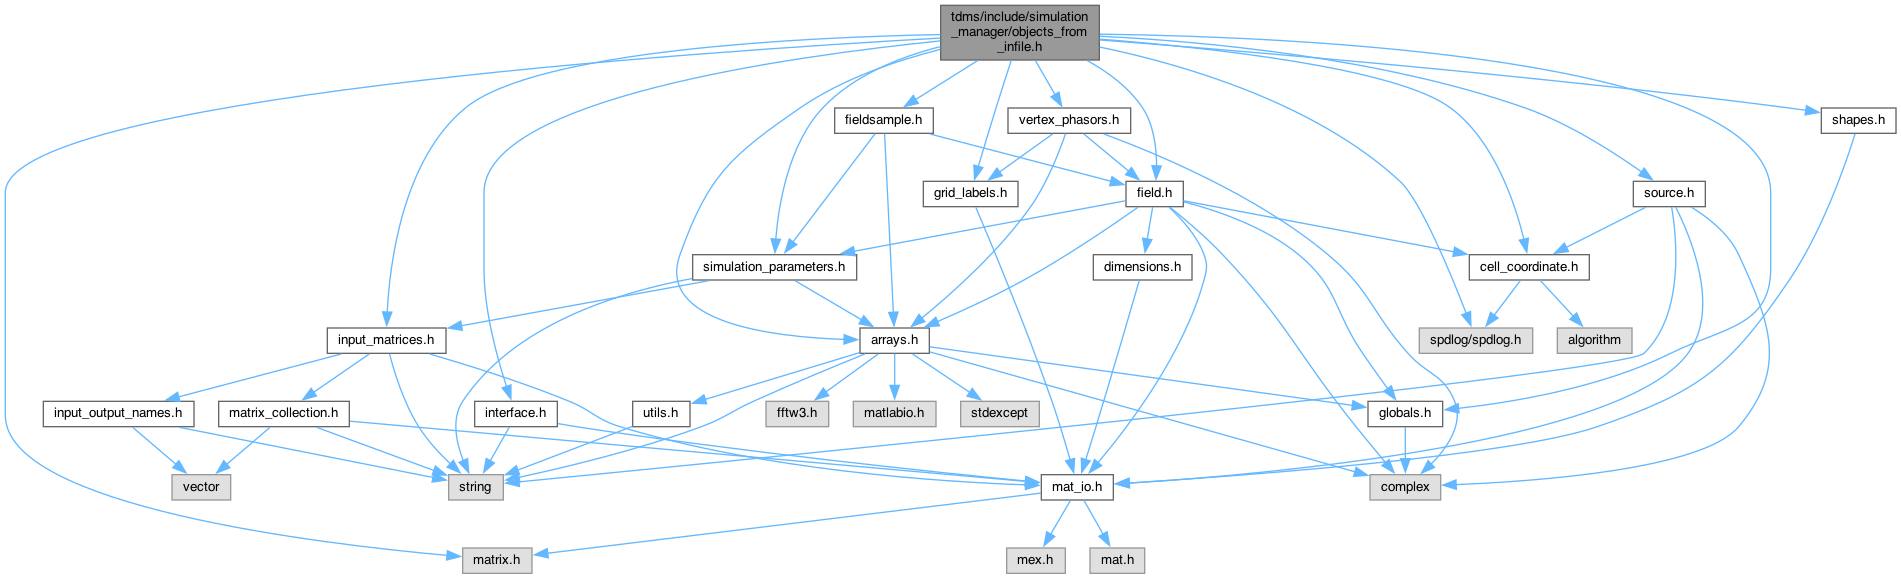 tdms/include/simulation
_manager/objects_from
_infile.h
fieldsample.h
vertex_phasors.h
shapes.h
grid_labels.h
field.h
source.h
simulation_parameters.h
dimensions.h
cell_coordinate.h
input_matrices.h
arrays.h
spdlog/spdlog.h
algorithm
input_output_names.h
matrix_collection.h
interface.h
utils.h
fftw3.h
matlabio.h
stdexcept
globals.h
vector
string
mat_io.h
complex
matrix.h
mex.h
mat.h